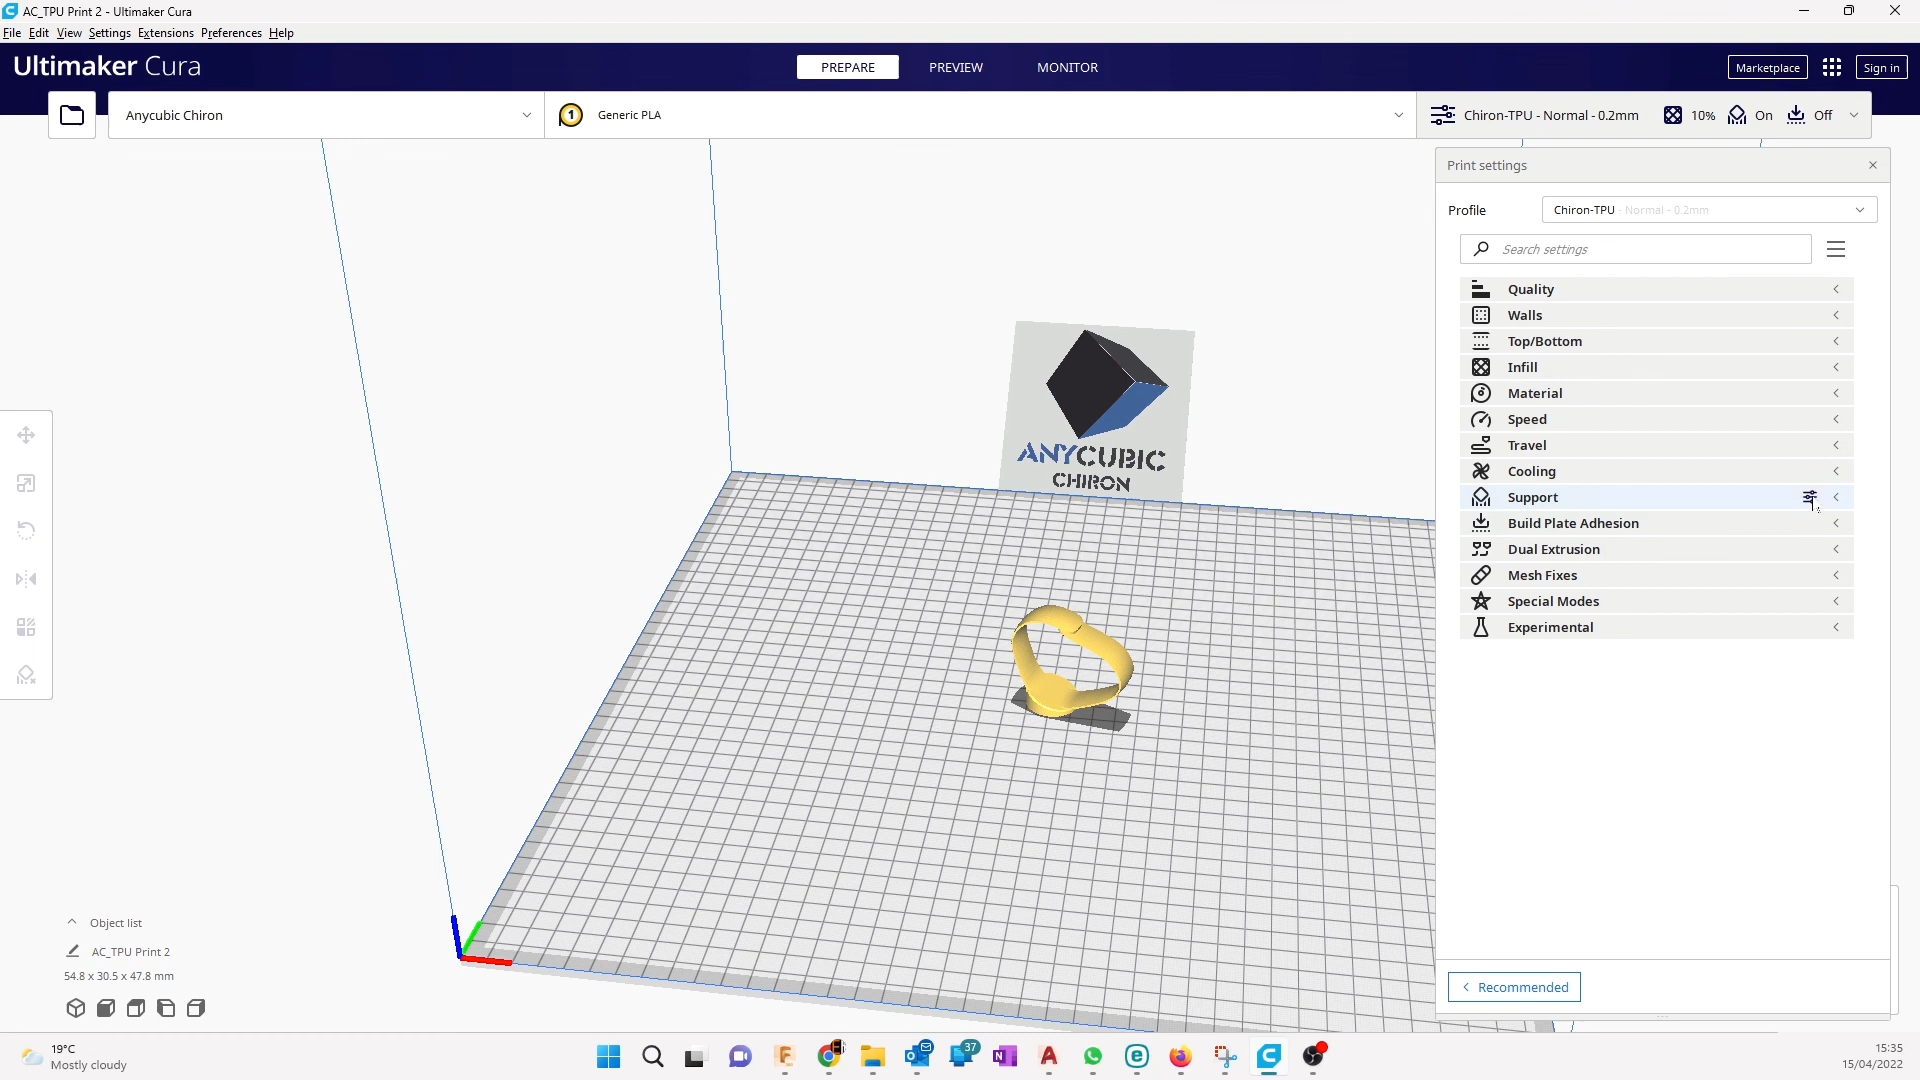 AC_TPU Print 2 - Ultimaker Cura
File Edit View Settings Extensions Preferences Help
Ultimaker Cura
PREPARE
PREVIEW
MONITOR
Marketplace
Sign in
Anycubic Chiron
1
Generic PLA
Chiron-TPU - Normal - 0.2mm
10%
On
Off
Print settings
Profile
Chiron-TPU - Normal - 0.2mm
Search settings
Quality
Walls
Top/Bottom
Infill
Material
Speed
Travel
Cooling
Support
Build Plate Adhesion
Dual Extrusion
Mesh Fixes
Special Modes
Experimental
ANYCUBIC
CHIRON
Object list
AC_TPU Print 2
54.8 x 30.5 x 47.8 mm
Recommended
19°C
Mostly cloudy
37
15:35
15/04/2022